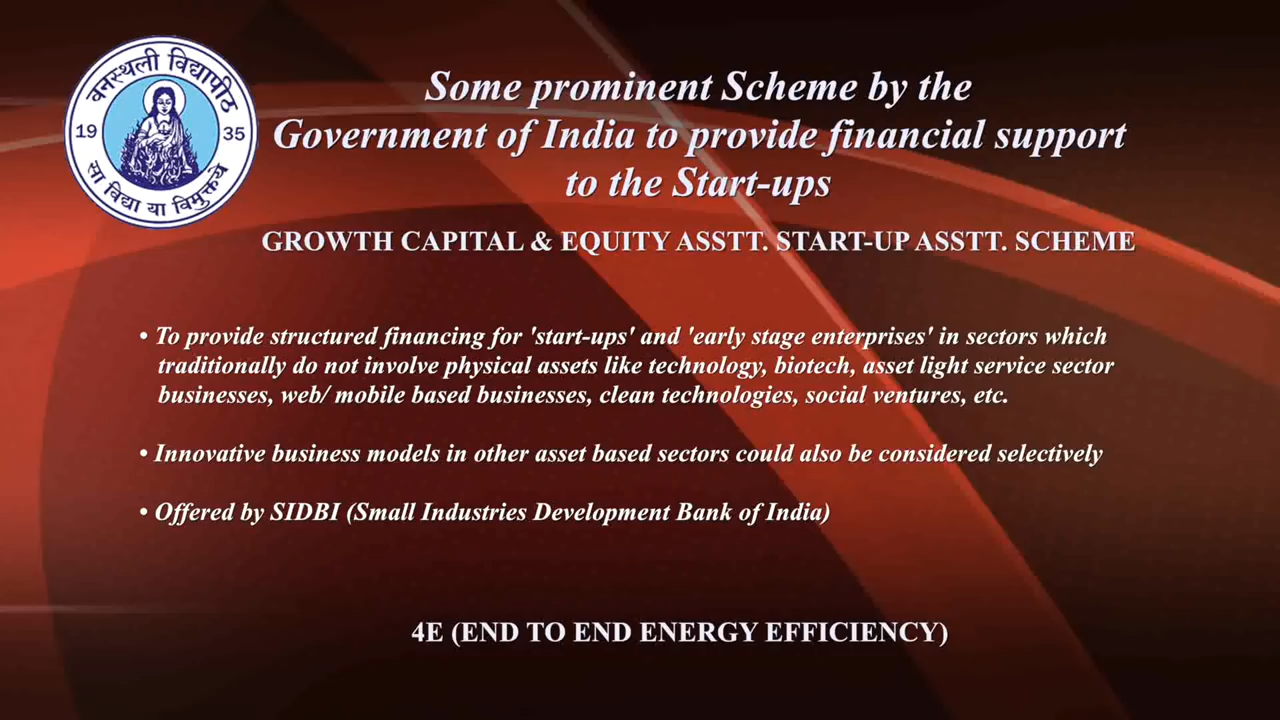 वनस्थली विद्यापीठ
19 35
सा विद्या या विमुक्तये
Some prominent Scheme by the
Government of India to provide financial support
to the Start-ups
GROWTH CAPITAL & EQUITY ASSTT. START-UP ASSTT. SCHEME
• To provide structured financing for 'start-ups' and 'early stage enterprises' in sectors which
traditionally do not involve physical assets like technology, biotech, asset light service sector
businesses, web/ mobile based businesses, clean technologies, social ventures, etc.
• Innovative business models in other asset based sectors could also be considered selectively
• Offered by SIDBI (Small Industries Development Bank of India)
4E (END TO END ENERGY EFFICIENCY)